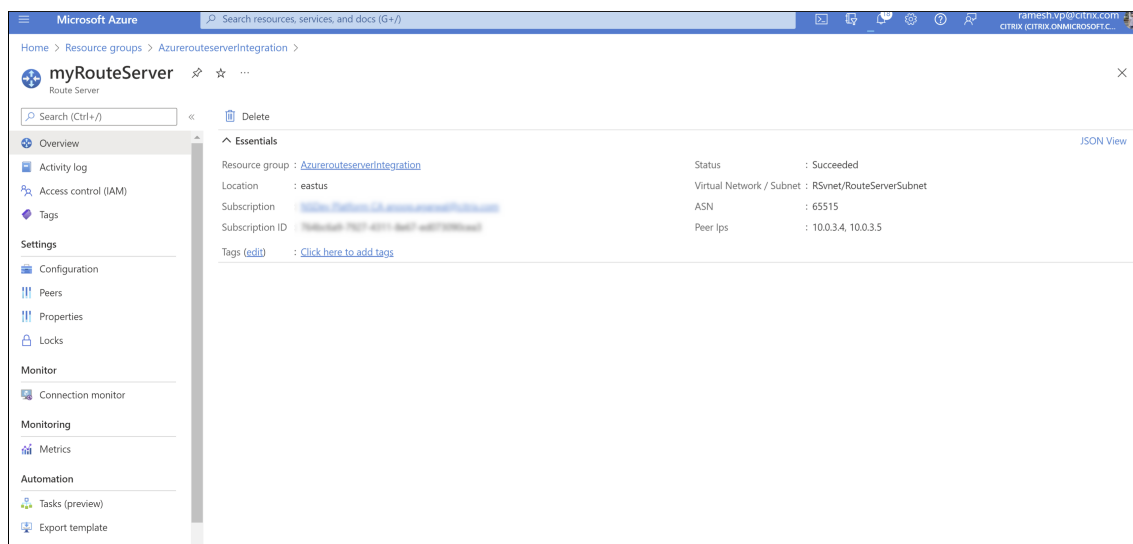 Microsoft Azure
Search resources, services, and docs (G+/)
18
ramesh.vp@citrix.com
CITRIX (CITRIX.ONMICROSOFT.C...
Home > Resource groups > AzurerouteserverIntegration >
myRouteServer
Route Server
Search (Ctrl+/)
Delete
Overview
Activity log
Access control (IAM)
Tags
Settings
Configuration
Peers
Properties
Locks
Monitor
Connection monitor
Monitoring
Metrics
Automation
Tasks (preview)
Export template
Essentials
JSON View
Resource group : AzurerouteserverIntegration
Location : eastus
Subscription
Subscription ID
Tags (edit) : Click here to add tags
Status : Succeeded
Virtual Network / Subnet : RSvnet/RouteServerSubnet
ASN : 65515
Peer Ips : 10.0.3.4, 10.0.3.5